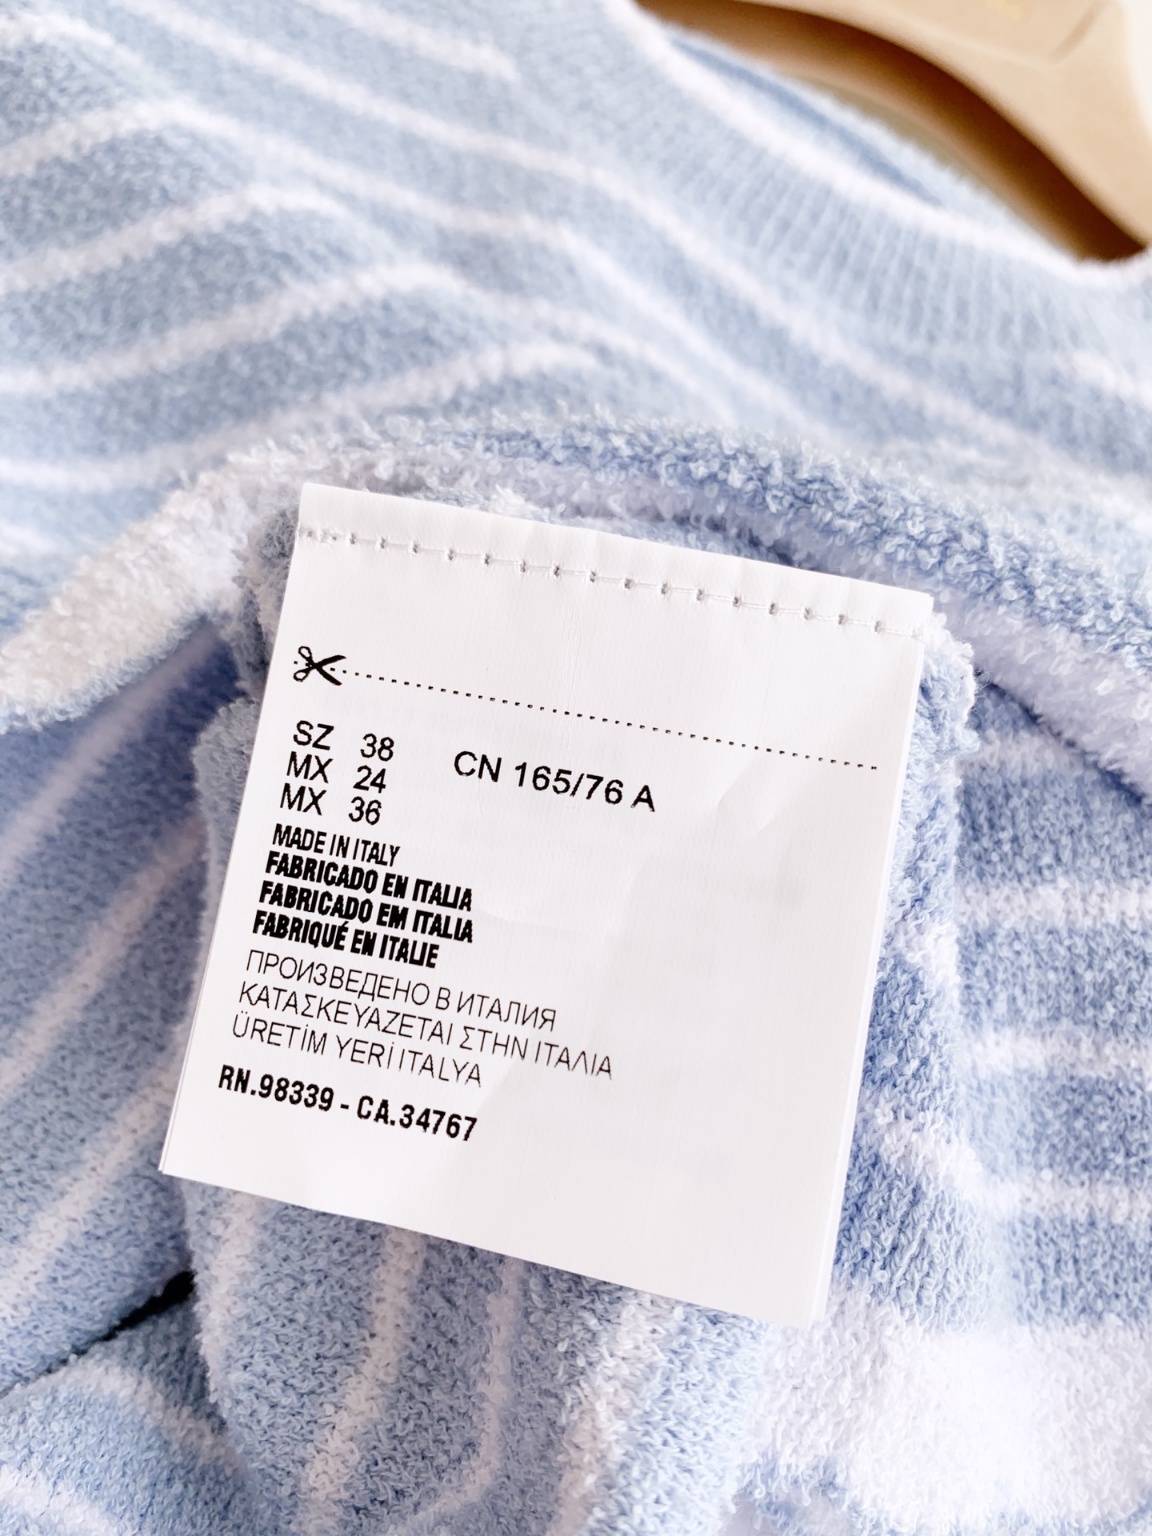 SZ 38 CN 165/76 A
MX 24
MX 36
MADE IN ITALY
FABRICADO EN ITALIA
FABRICADO EM ITALIA
FABRIQUÉ EN ITALIE
ПРОИЗВЕДЕНО В ИТАЛИЯ
ΚΑΤΑΣΚΕΥΑΖΕΤΑΙ ΣΤΗΝ ΙΤΑΛΙΑ
ÜRETİM YERİ ITALYA
RN.98339 - CA.34767